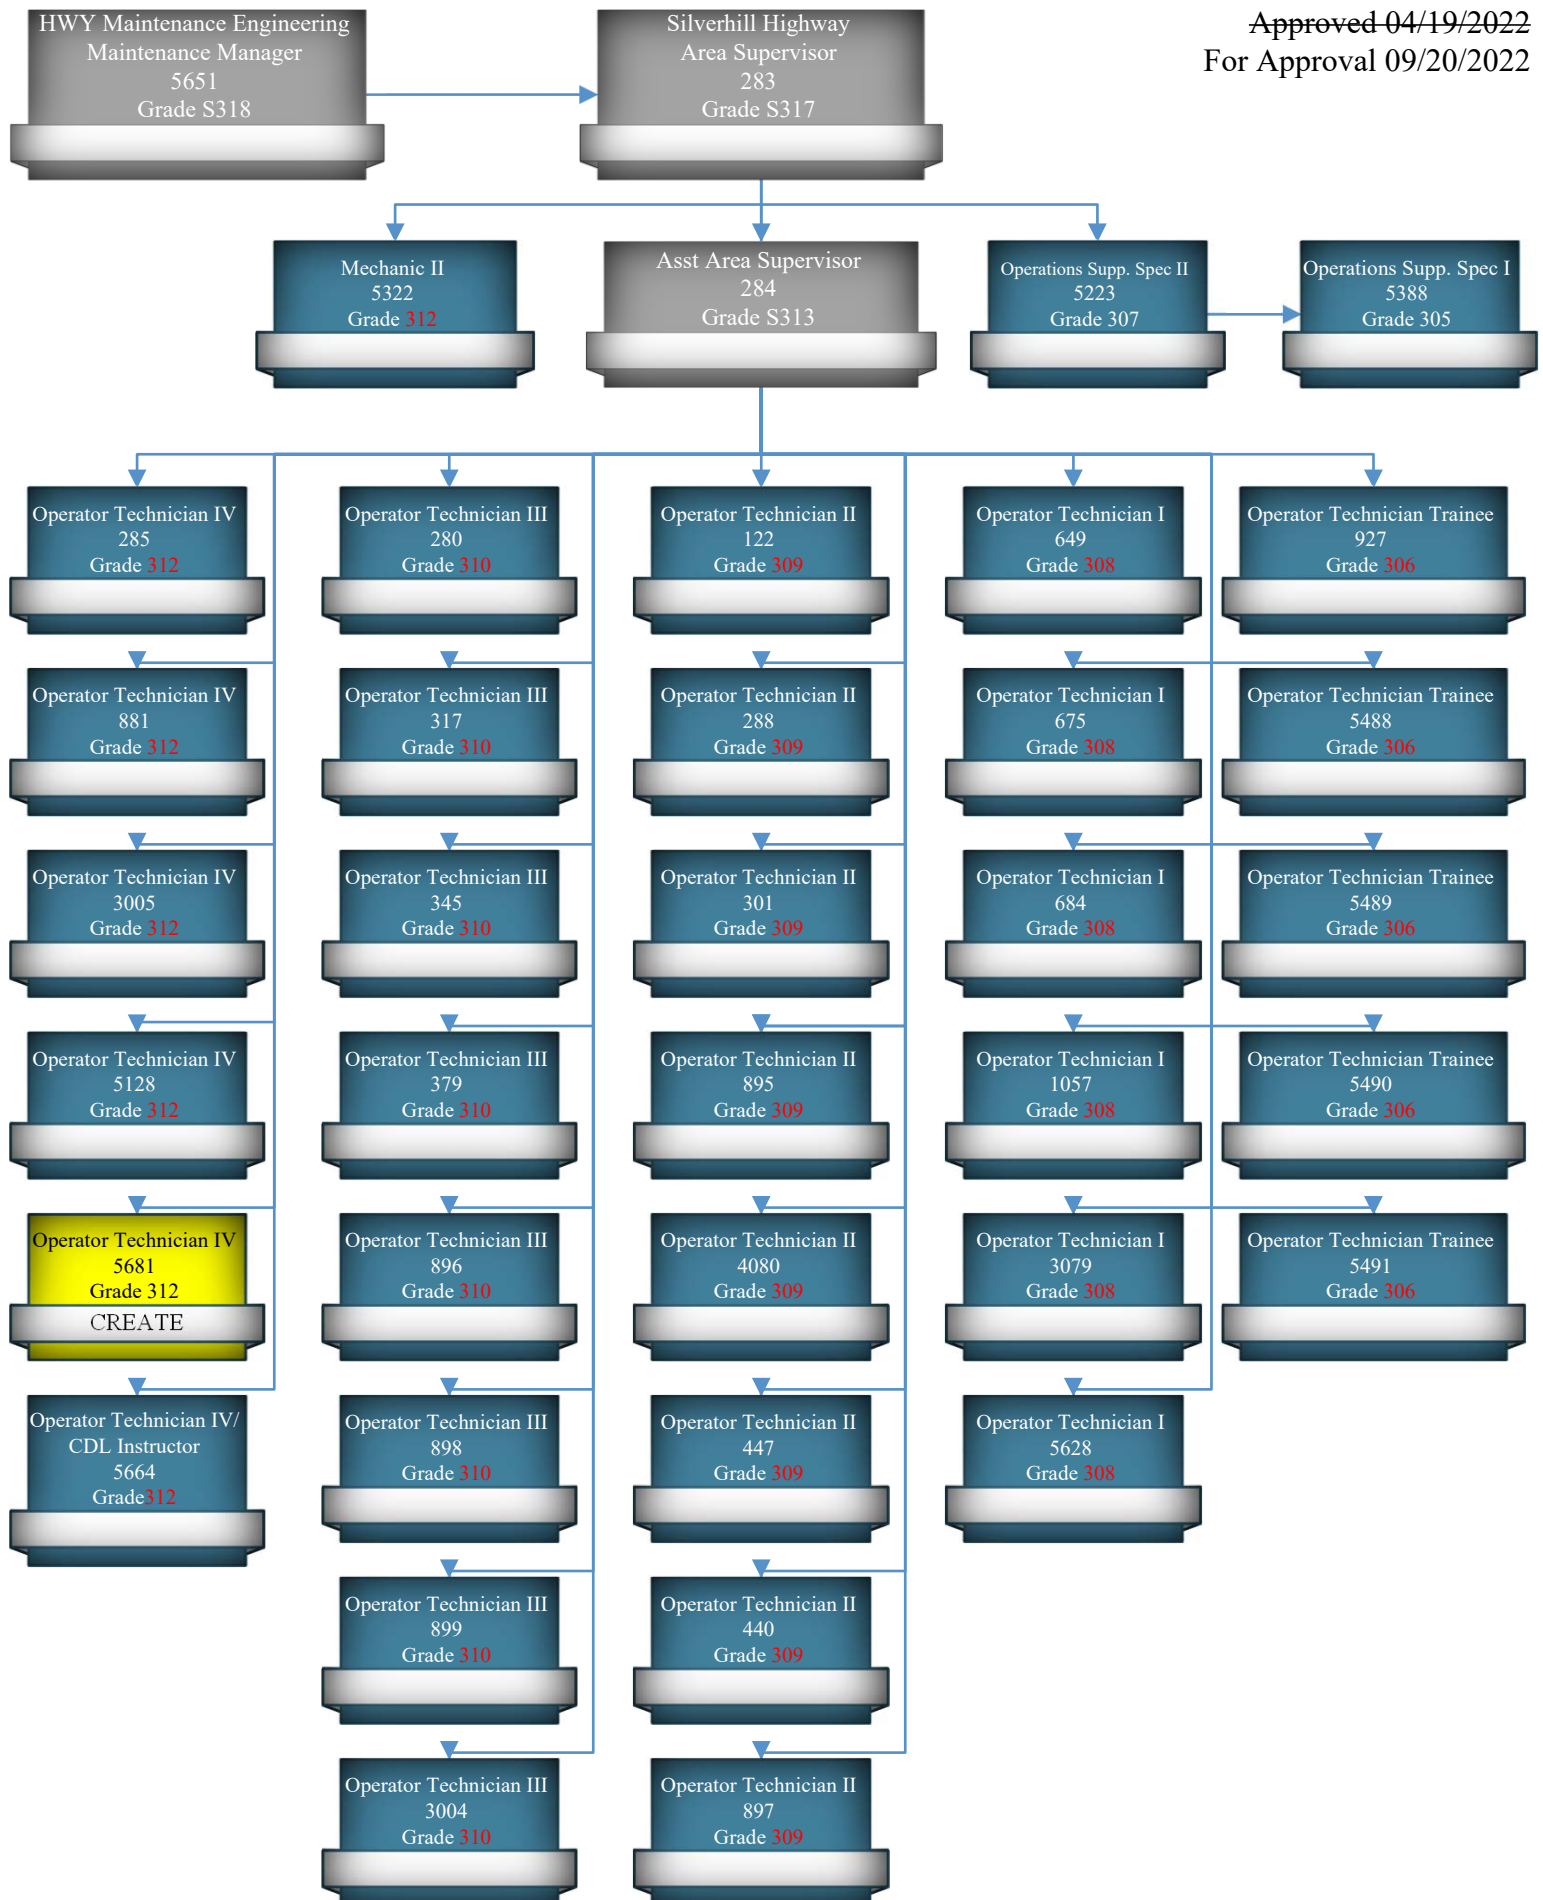 HWY Maintenance Engineering
Maintenance Manager
5651
Grade S318
Silverhill Highway
Area Supervisor
283
Grade S317
Approved 04/19/2022
For Approval 09/20/2022
Mechanic II
5322
Grade 312
Asst Area Supervisor
284
Grade S313
Operations Supp. Spec II
5223
Grade 307
Operations Supp. Spec I
5388
Grade 305
Operator Technician IV
285
Grade 312
Operator Technician III
280
Grade 310
Operator Technician II
122
Grade 309
Operator Technician I
649
Grade 308
Operator Technician Trainee
927
Grade 306
Operator Technician IV
881
Grade 312
Operator Technician III
317
Grade 310
Operator Technician II
288
Grade 309
Operator Technician I
675
Grade 308
Operator Technician Trainee
5488
Grade 306
Operator Technician IV
3005
Grade 312
Operator Technician III
345
Grade 310
Operator Technician II
301
Grade 309
Operator Technician I
684
Grade 308
Operator Technician Trainee
5489
Grade 306
Operator Technician IV
5128
Grade 312
Operator Technician III
379
Grade 310
Operator Technician II
895
Grade 309
Operator Technician I
1057
Grade 308
Operator Technician Trainee
5490
Grade 306
Operator Technician IV
5681
Grade 312
CREATE
Operator Technician III
896
Grade 310
Operator Technician II
4080
Grade 309
Operator Technician I
3079
Grade 308
Operator Technician Trainee
5491
Grade 306
Operator Technician IV/
CDL Instructor
5664
Grade312
Operator Technician III
898
Grade 310
Operator Technician II
447
Grade 309
Operator Technician I
5628
Grade 308
Operator Technician III
899
Grade 310
Operator Technician II
440
Grade 309
Operator Technician III
3004
Grade 310
Operator Technician II
897
Grade 309